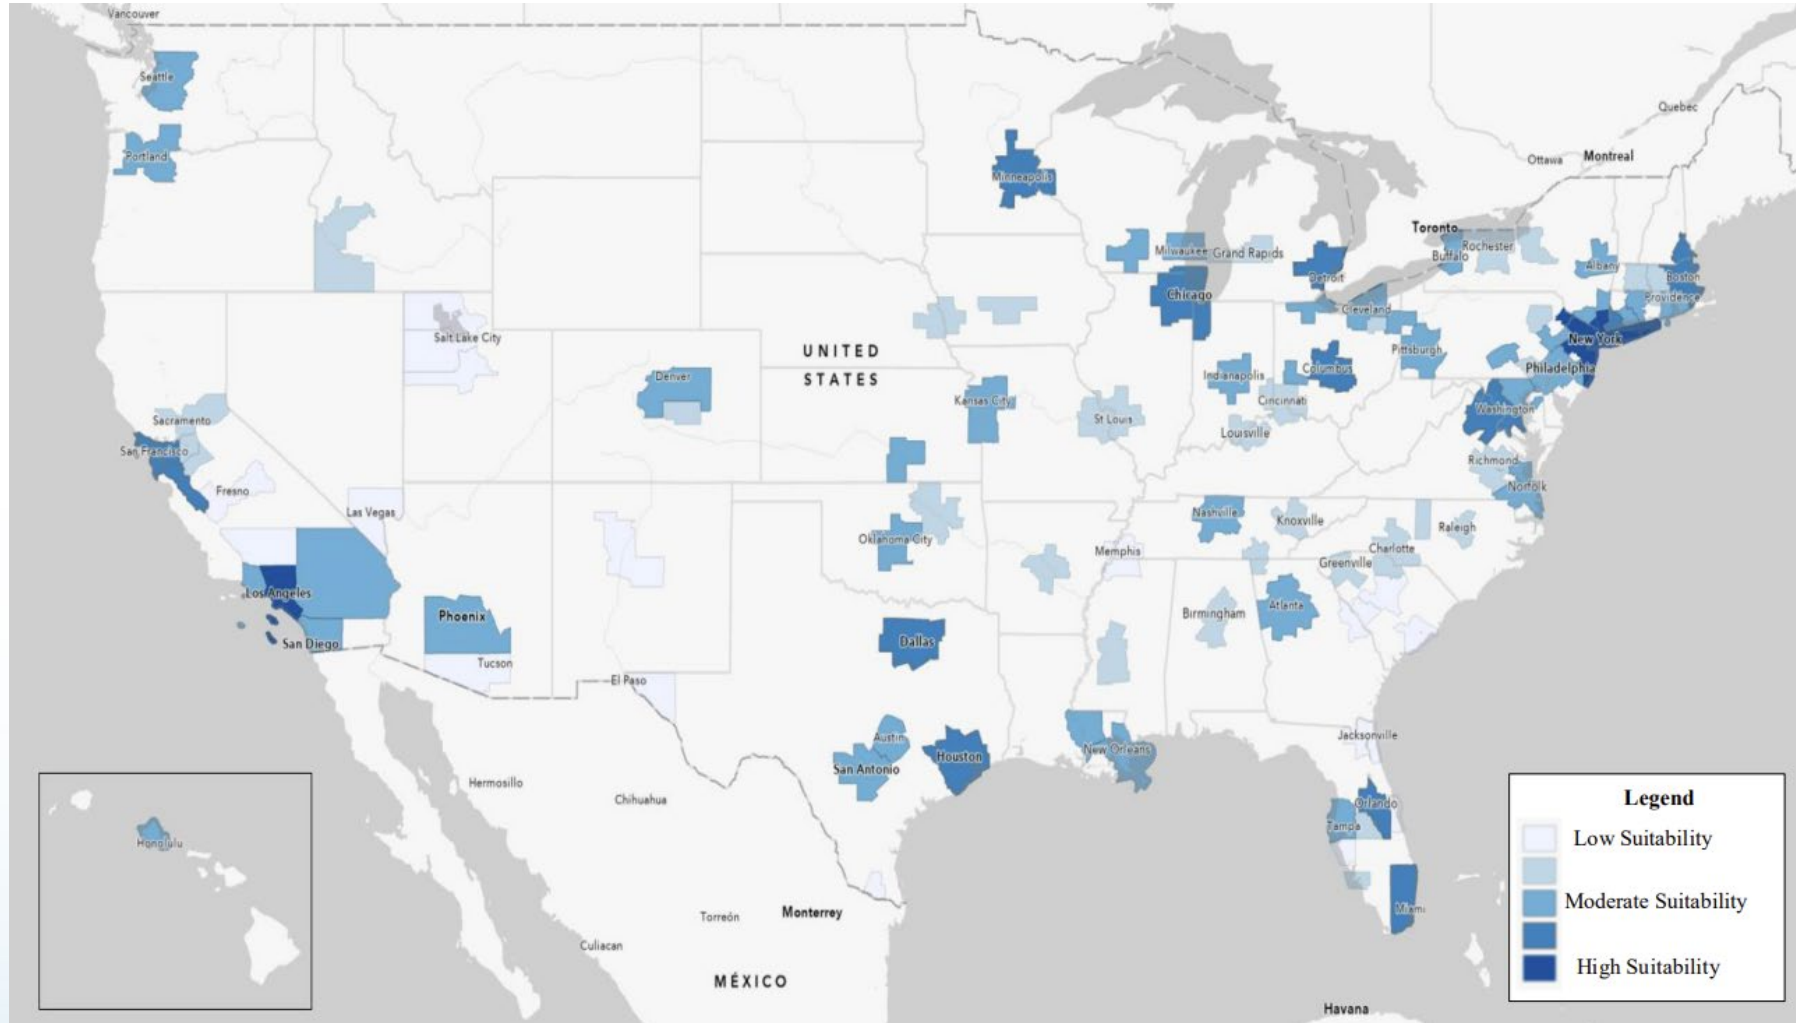 Vancouver
Seattle
Portland
Quebec
Ottawa
Montreal
Minneapolis
Toronto
Milwaukee
Grand Rapids
Buffalo
Rochester
Albany
Detroit
Boston
Chicago
Cleveland
Providence
Salt Lake City
New York
UNITED
STATES
Pittsburgh
Denver
Indianapolis
Columbus
Philadelphia
Kansas City
Cincinnati
Washington
Sacramento
St Louis
Louisville
San Francisco
Richmond
Fresno
Norfolk
Las Vegas
Nashville
Knoxville
Raleigh
Oklahoma City
Memphis
Charlotte
Greenville
Los Angeles
Phoenix
Birmingham
Atlanta
San Diego
Dallas
Tucson
El Paso
Austin
Jacksonville
New Orleans
Houston
San Antonio
Hermosillo
Chihuahua
Orlando
Tampa
Honolulu
Torreón
Monterrey
Miami
Culiacan
MÉXICO
Havana
Legend
Low Suitability
Moderate Suitability
High Suitability